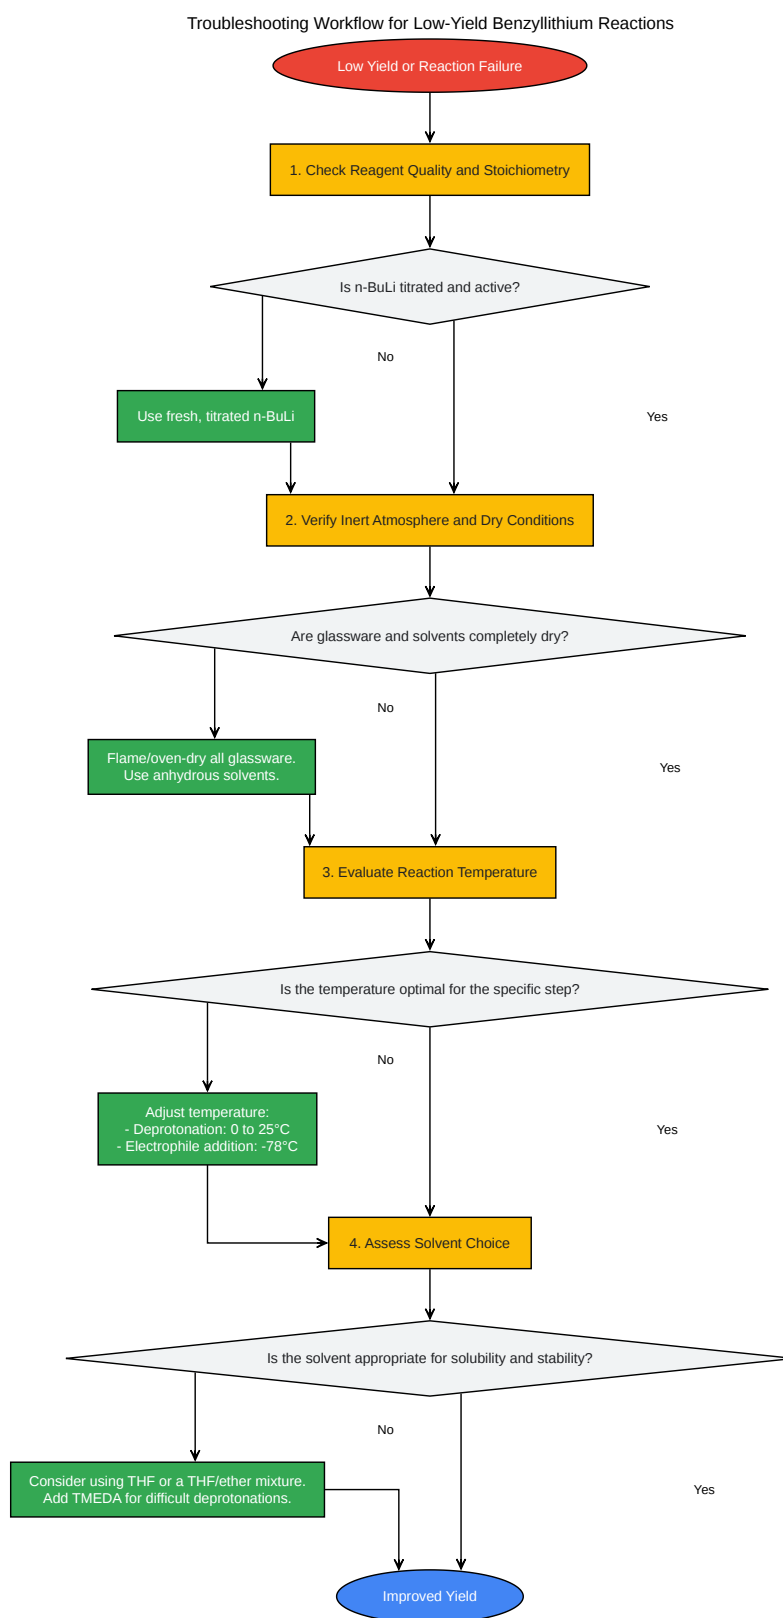 Troubleshooting Workflow for Low-Yield Benzyllithium Reactions
Low Yield or Reaction Failure
1. Check Reagent Quality and Stoichiometry
Is n-BuLi titrated and active?
No
Use fresh, titrated n-BuLi
Yes
2. Verify Inert Atmosphere and Dry Conditions
Are glassware and solvents completely dry?
No
Flame/oven-dry all glassware.
Use anhydrous solvents.
Yes
3. Evaluate Reaction Temperature
Is the temperature optimal for the specific step?
No
Adjust temperature:
- Deprotonation: 0 to 25°C
- Electrophile addition: -78°C
Yes
4. Assess Solvent Choice
Is the solvent appropriate for solubility and stability?
No
Consider using THF or a THF/ether mixture.
Add TMEDA for difficult deprotonations.
Yes
Improved Yield